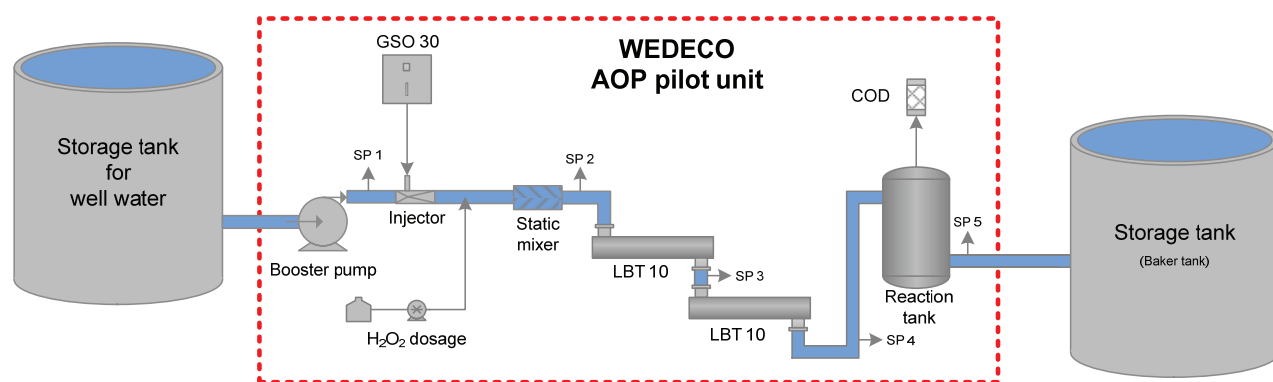 GSO 30
WEDECO
AOP pilot unit
COD
Storage tank
for
well water
SP 1
SP 2
Injector
Static
mixer
Booster pump
LBT 10
SP 3
SP 5
Storage tank
(Baker tank)
Reaction
tank
LBT 10
H₂O₂ dosage
SP 4